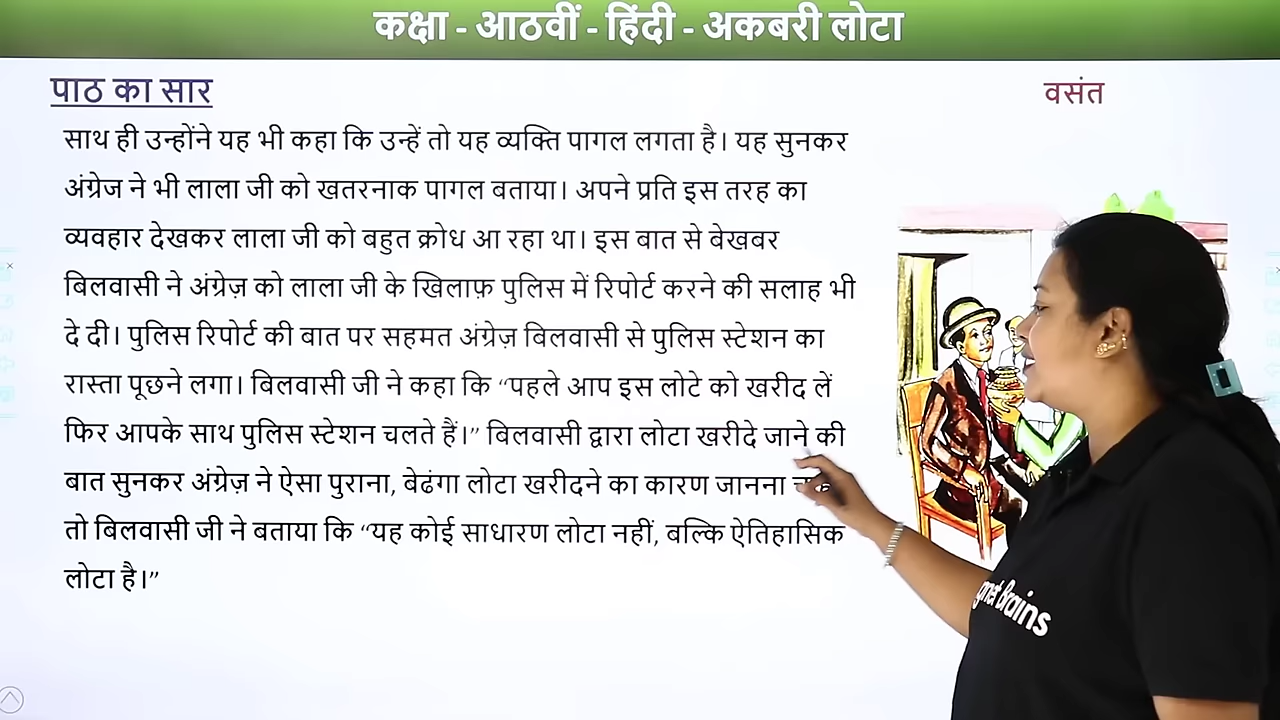 कक्षा - आठवीं - हिंदी - अकबरी लोटा
पाठ का सार
वसंत
साथ ही उन्होंने यह भी कहा कि उन्हें तो यह व्यक्ति पागल लगता है। यह सुनकर
अंग्रेज ने भी लाला जी को खतरनाक पागल बताया। अपने प्रति इस तरह का
व्यवहार देखकर लाला जी को बहुत क्रोध आ रहा था। इस बात से वेखबर
बिलवासी ने अंग्रेज़ को लाला जी के खिलाफ़ पुलिस में रिपोर्ट करने की सलाह भी
दे दी। पुलिस रिपोर्ट की बात पर सहमत अंग्रेज़ बिलवासी से पुलिस स्टेशन का
रास्ता पूछने लगा। बिलवासी जी ने कहा कि “पहले आप इस लोटे को खरीद लें
फिर आपके साथ पुलिस स्टेशन चलते हैं।” बिलवासी द्वारा लोटा खरीदे जाने की
बात सुनकर अंग्रेज़ ने ऐसा पुराना, बेढंगा लोटा खरीदने का कारण जानना
तो बिलवासी जी ने बताया कि “यह कोई साधारण लोटा नहीं, बल्कि ऐतिहासिक
लोटा है।”
Brains